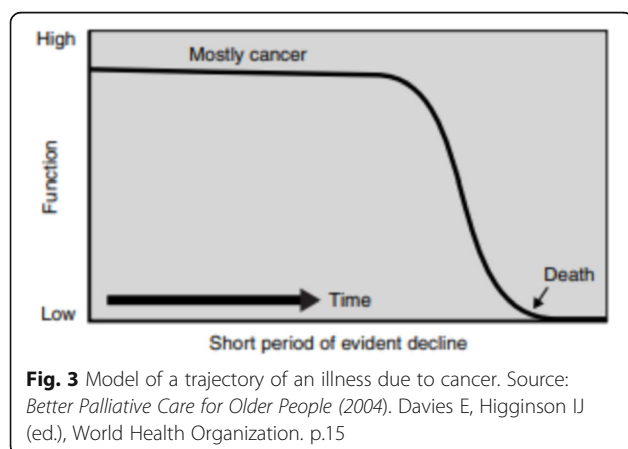 High
Mostly cancer
Function
Death
Time
Low
Short period of evident decline
Fig. 3 Model of a trajectory of an illness due to cancer. Source:
Better Palliative Care for Older People (2004). Davies E, Higginson IJ
(ed.), World Health Organization. p.15